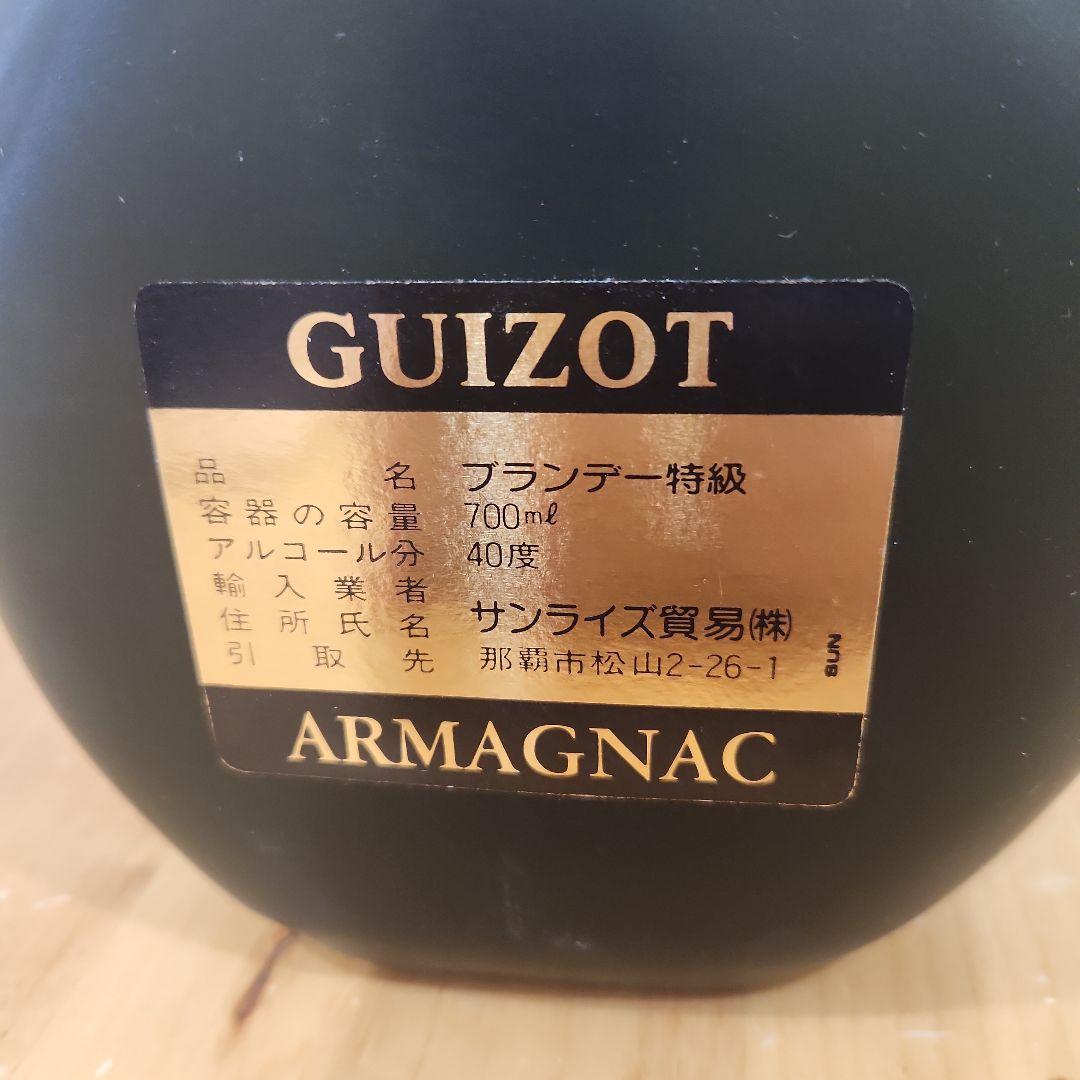 GUIZOT
品名 ブランデー特級
容器の容量 700ml
アルコール分 40度
輸入業者
住所氏名 サンライズ貿易(株)
引取先 那覇市松山2-26-1
SUN
ARMAGNAC